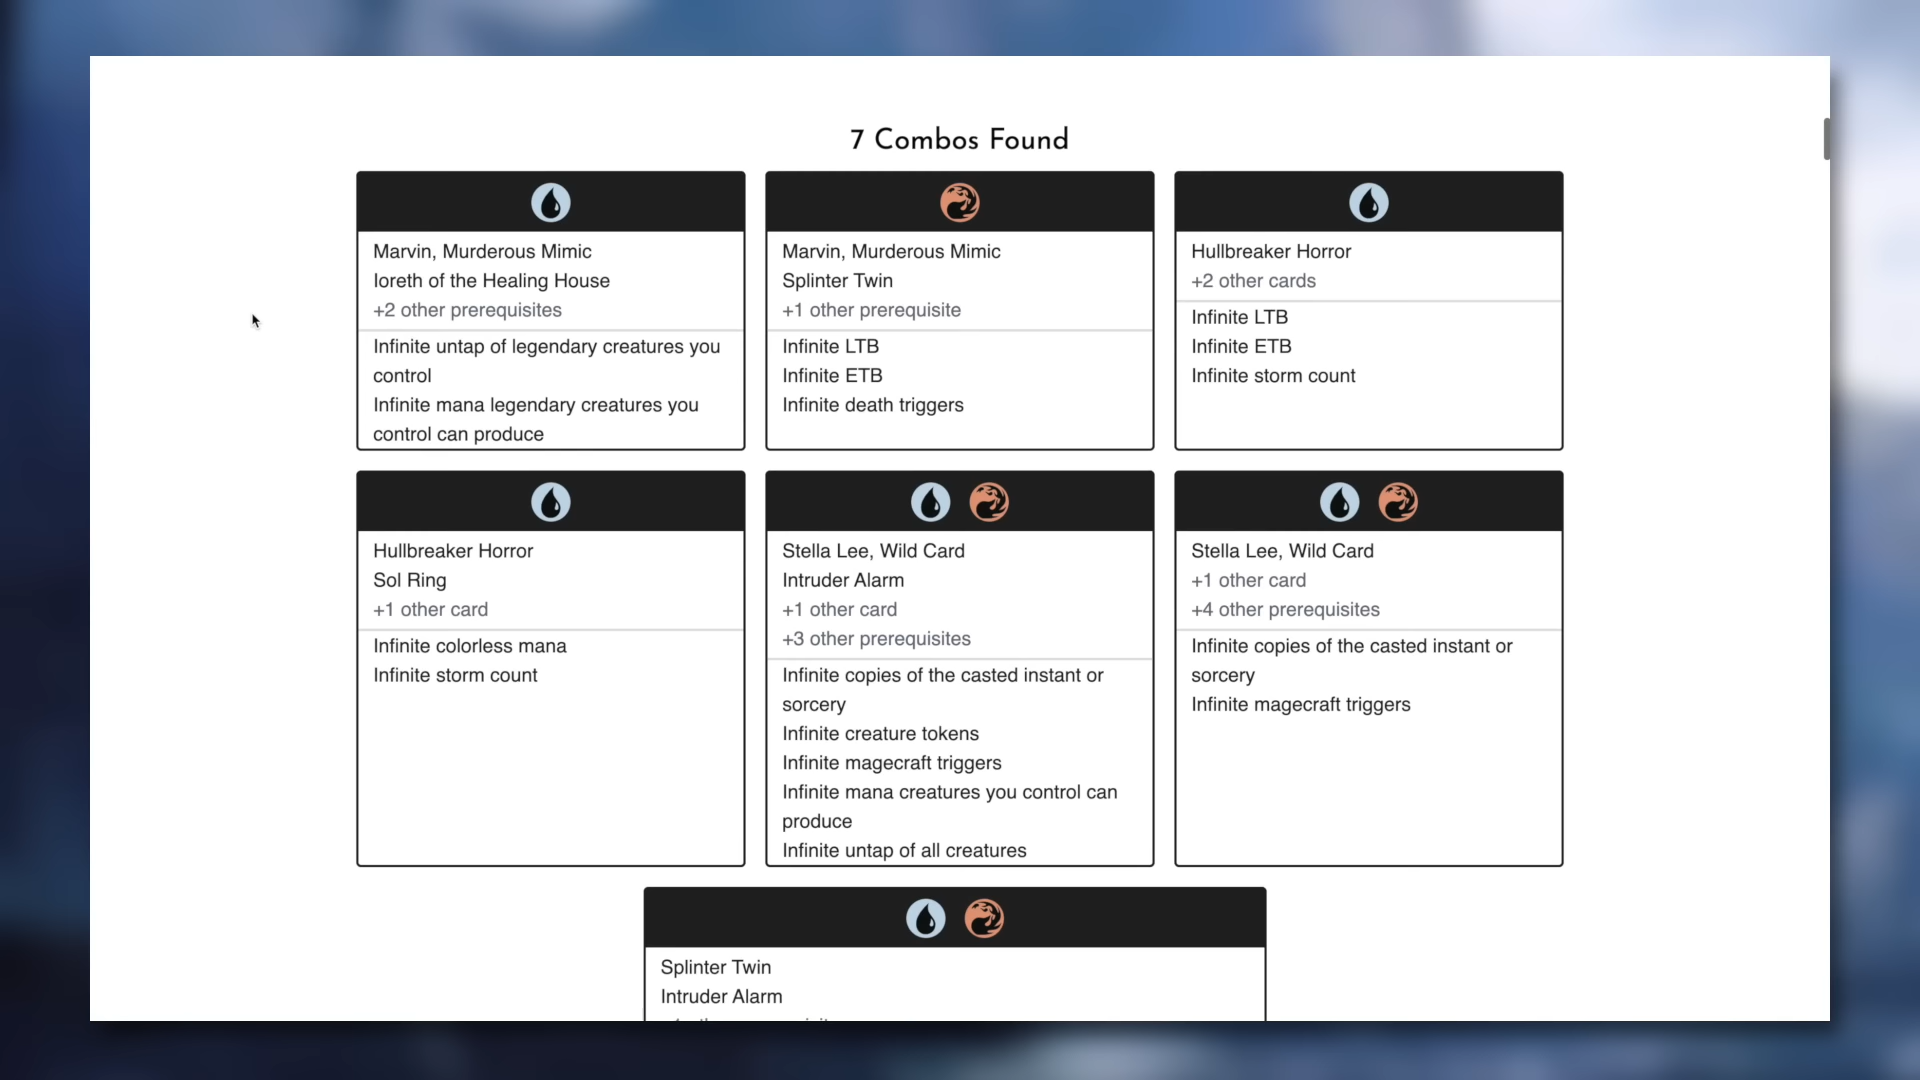 7 Combos Found
Marvin, Murderous Mimic
Ioreth of the Healing House
+2 other prerequisites
Infinite untap of legendary creatures you
control
Infinite mana legendary creatures you
control can produce
Marvin, Murderous Mimic
Splinter Twin
+1 other prerequisite
Infinite LTB
Infinite ETB
Infinite death triggers
Hullbreaker Horror
+2 other cards
Infinite LTB
Infinite ETB
Infinite storm count
Hullbreaker Horror
Sol Ring
+1 other card
Infinite colorless mana
Infinite storm count
Stella Lee, Wild Card
Intruder Alarm
+1 other card
+3 other prerequisites
Infinite copies of the casted instant or
sorcery
Infinite creature tokens
Infinite magecraft triggers
Infinite mana creatures you control can
produce
Infinite untap of all creatures
Stella Lee, Wild Card
+1 other card
+4 other prerequisites
Infinite copies of the casted instant or
sorcery
Infinite magecraft triggers
Splinter Twin
Intruder Alarm